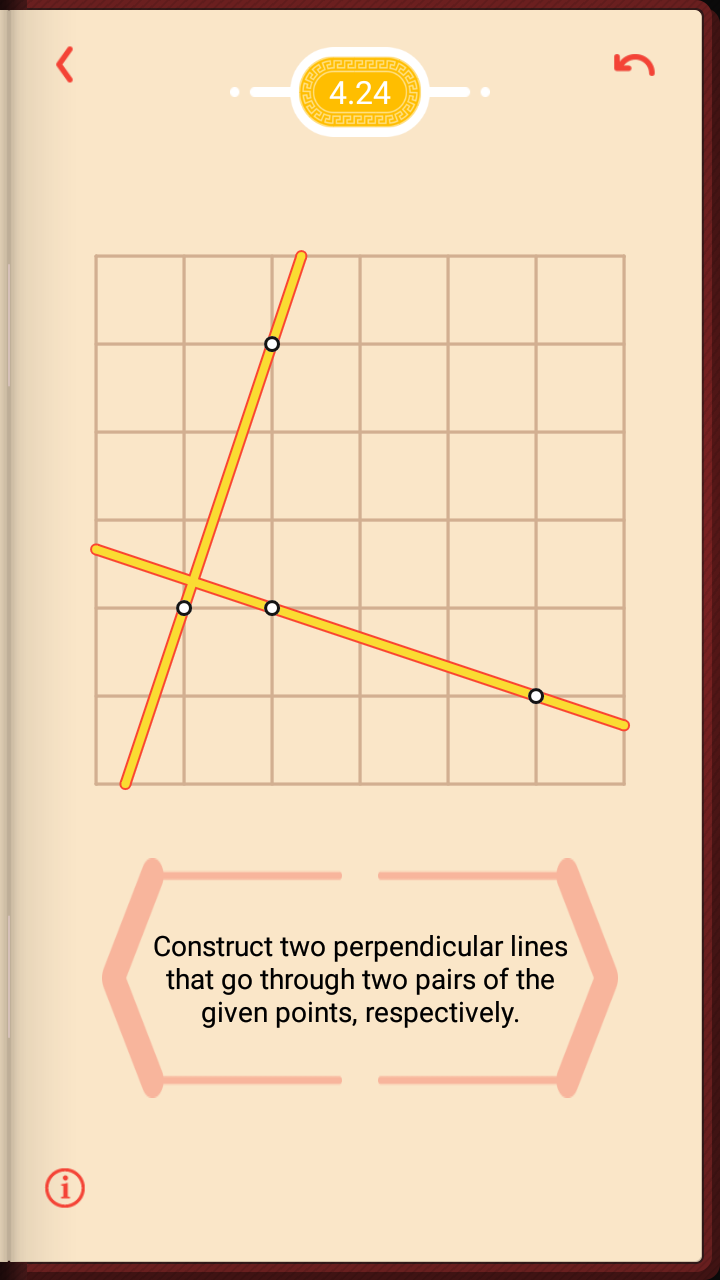 4.24
Construct two perpendicular lines
that go through two pairs of the
given points, respectively.
i